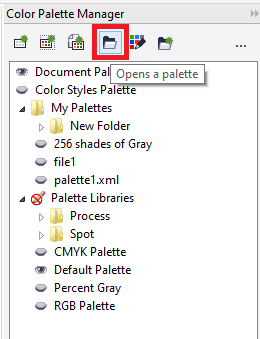 Color Palette Manager
...
Opens a palette
Document Pal
Color Styles Palette
My Palettes
New Folder
256 shades of Gray
file1
palette1.xml
Palette Libraries
Process
Spot
CMYK Palette
Default Palette
Percent Gray
RGB Palette